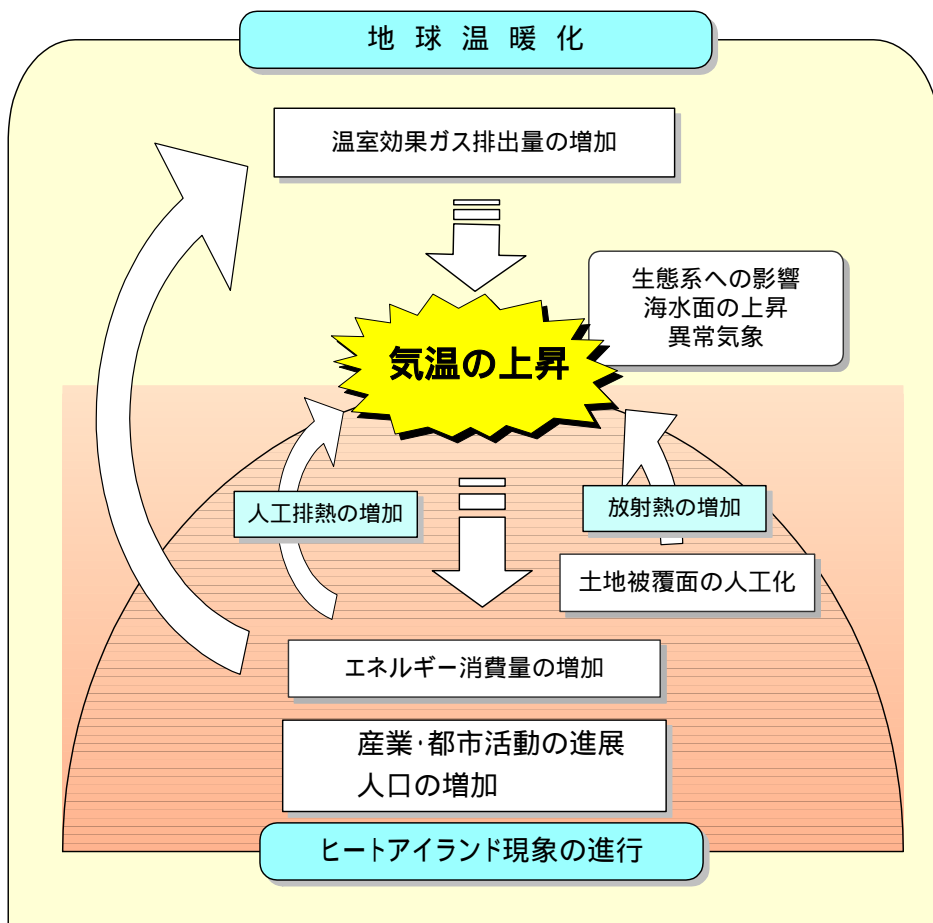 地球温暖化
温室効果ガス排出量の増加
生態系への影響
海水面の上昇
異常気象
気温の上昇
人工排熱の増加
放射熱の増加
土地被覆面の人工化
エネルギー消費量の増加
産業･都市活動の進展
人口の増加
ヒートアイランド現象の進行